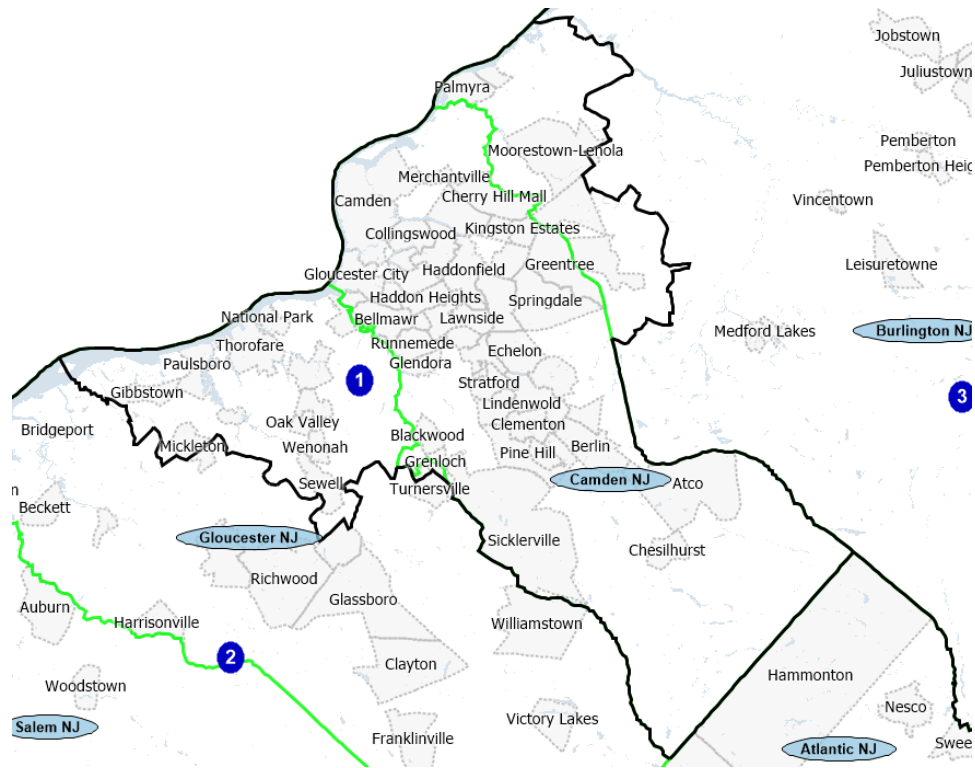 Jobstown
Juliustown
Palmyra
Pemberton
Moorestown-Lenola
Pemberton Heig
Merchantville
Cherry Hill Mall
Vincentown
Camden
Collingswood
Kingston Estates
Greentree
Leisuretowne
Gloucester City
Haddonfield
Haddon Heights
Springdale
National Park
Bellmawr
Lawnside
Medford Lakes
Burlington NJ
Thorofare
Runnemede
Echelon
Paulsboro
Glendora
1
Stratford
Gibbstown
3
Lindenwold
Oak Valley
Clementon
Bridgeport
Blackwood
Mickleton
Wenonah
Berlin
Pine Hill
Grenloch
Sewell
Turnersville
Camden NJ
Atco
n
Beckett
Gloucester NJ
Sicklerville
Chesilhurst
Richwood
Glassboro
Auburn
Harrisonville
Williamstown
2
Clayton
Hammonton
Woodstown
Nesco
Salem NJ
Victory Lakes
Franklinville
Atlantic NJ
Swee